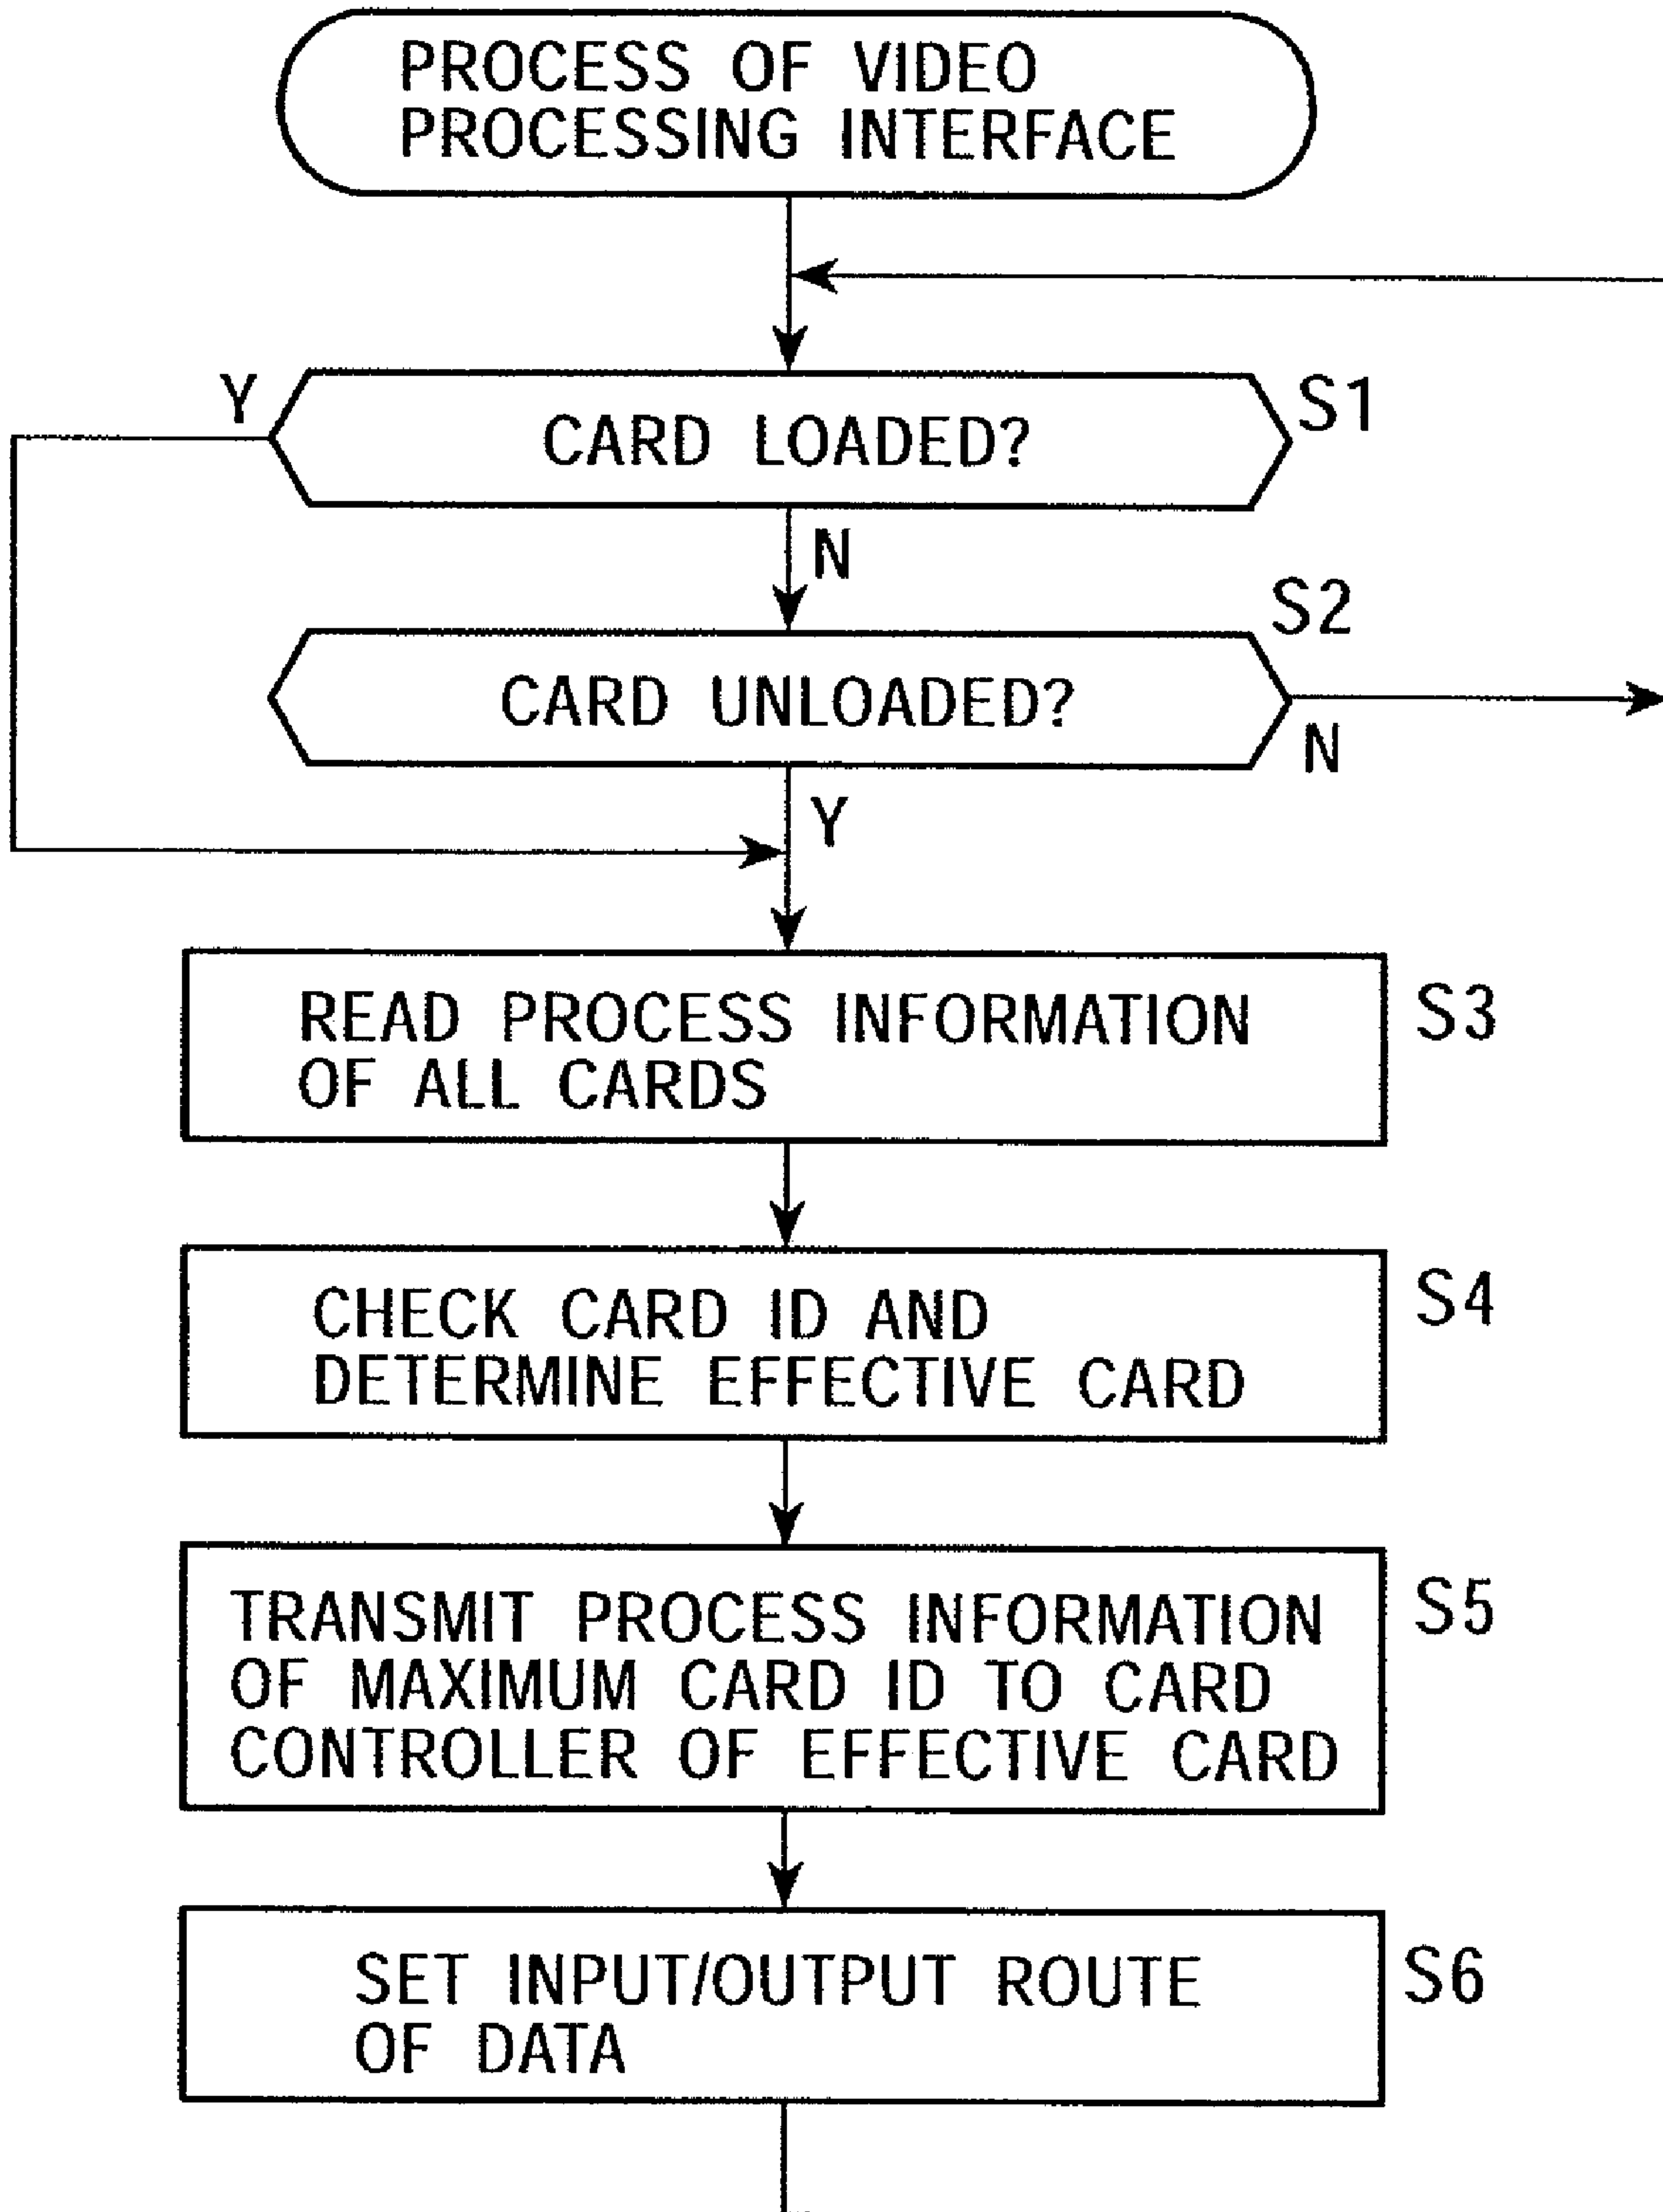 PROCESS OF VIDEO
PROCESSING INTERFACE
Y
CARD LOADED?
S1
N
S2
CARD UNLOADED?
N
Y
READ PROCESS INFORMATION
OF ALL CARDS
S3
CHECK CARD ID AND
DETERMINE EFFECTIVE CARD
S4
TRANSMIT PROCESS INFORMATION
OF MAXIMUM CARD ID TO CARD
CONTROLLER OF EFFECTIVE CARD
S5
SET INPUT/OUTPUT ROUTE
OF DATA
S6